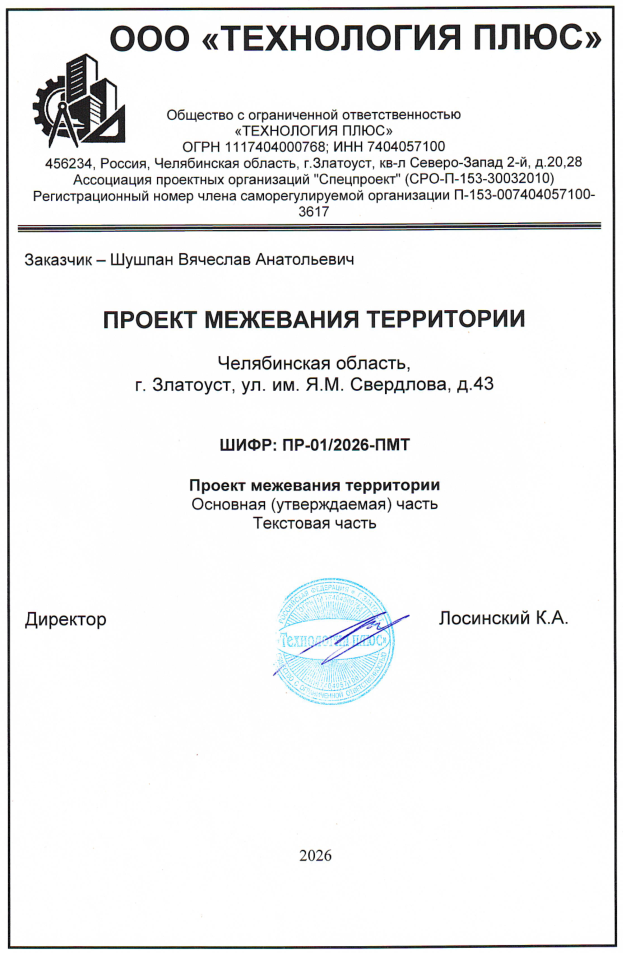 ООО «ТЕХНОЛОГИЯ ПЛЮС»
Общество с ограниченной ответственностью
«ТЕХНОЛОГИЯ ПЛЮС»
ОГРН 1117404000768; ИНН 7404057100
456234, Россия, Челябинская область, г.Златоуст, кв-л Северо-Запад 2-й, д.20,28
Ассоциация проектных организаций "Спецпроект" (СРО-П-153-30032010)
Регистрационный номер члена саморегулируемой организации П-153-007404057100-
3617
Заказчик – Шушпан Вячеслав Анатольевич
ПРОЕКТ МЕЖЕВАНИЯ ТЕРРИТОРИИ
Челябинская область,
г. Златоуст, ул. им. Я.М. Свердлова, д.43
ШИФР: ПР-01/2026-ПМТ
Проект межевания территории
Основная (утверждаемая) часть
Текстовая часть
Директор
Технология плюс»
Лосинский К.А.
2026